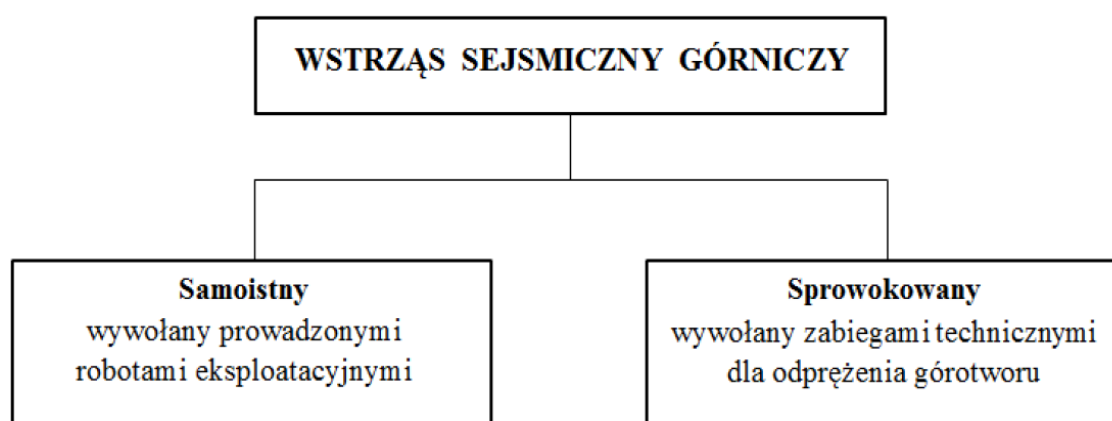 WSTRZĄS SEJSMICZNY GÓRNICZY
Samoistny
wywołany prowadzonymi
robotami eksploatacyjnymi
Sprowokowany
wywołany zabiegami technicznymi
dla odprężenia górotworu